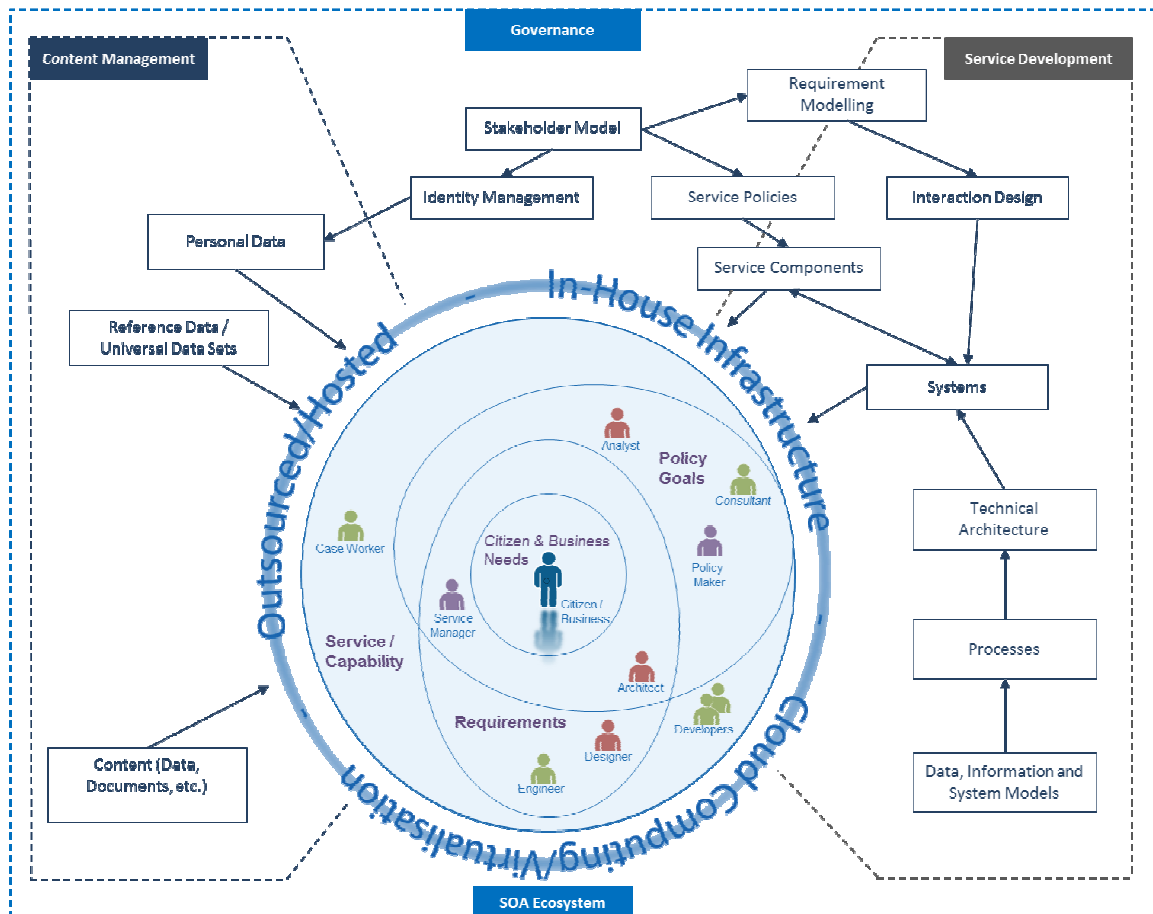 Governance
Content Management
Service Development
Requirement
Modelling
Stakeholder Model
Identity Management
Service Policies
Interaction Design
Personal Data
Service Components
Reference Data /
Universal Data Sets
Systems
Outsourced/Hosted
-
In-House Infrastructure
-
Cloud Computing/Virtualisation
-
Analyst
Policy
Goals
Consultant
Technical
Architecture
Case Worker
Citizen & Business
Needs
Policy
Maker
Citizen /
Business
Service
Manager
Service /
Capability
Processes
Architect
Requirements
Developers
Designer
Engineer
Content (Data,
Documents, etc.)
Data, Information and
System Models
SOA Ecosystem